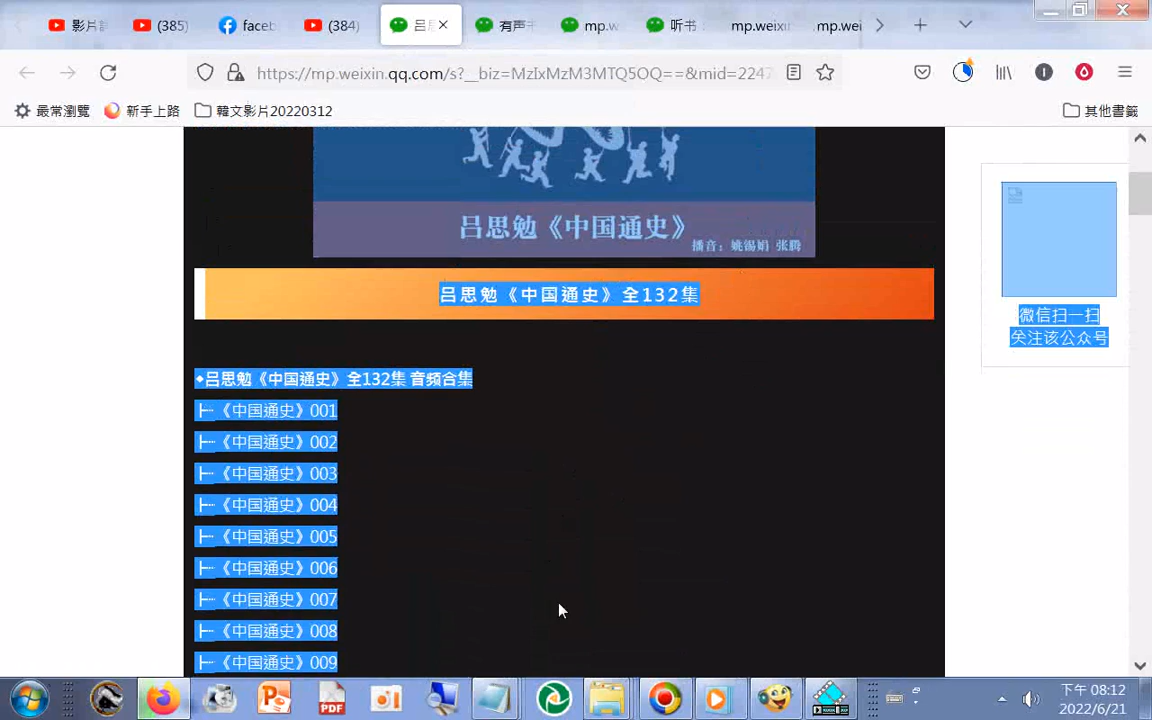 影片
(385)
faceb
(384)
吕
有声
mp.w
听书
mp.weixin
mp.wei
https://mp.weixin.qq.com/s?__biz=MzIxMzM3MTQ5OQ==&mid=2247
最常瀏覽
新手上路
韓文影片20220312
其他書籤
吕思勉《中国通史》
播音：姚锡娟 张腾
吕思勉《中国通史》全132集
微信扫一扫
关注该公众号
◆吕思勉《中国通史》全132集 音频合集
├┈《中国通史》001
├┈《中国通史》002
├┈《中国通史》003
├┈《中国通史》004
├┈《中国通史》005
├┈《中国通史》006
├┈《中国通史》007
├┈《中国通史》008
├┈《中国通史》009
下午 08:12
2022/6/21